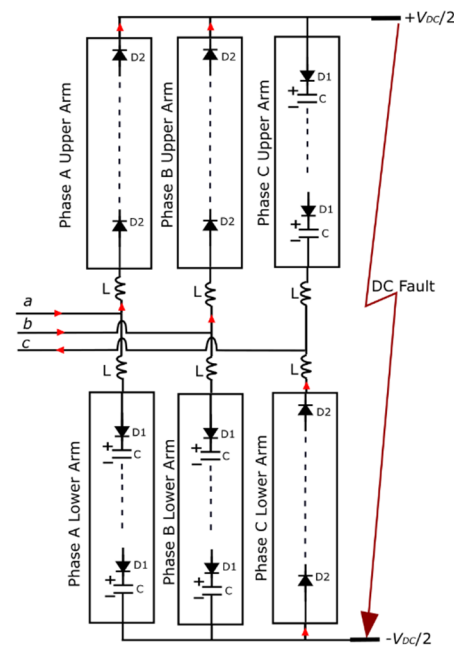 +VDC/2
Phase A Upper Arm
D2
D2
Phase B Upper Arm
D2
D2
Phase C Upper Arm
D1
+
−
C
D1
+
−
C
L
L
L
DC Fault
a
b
c
L
L
L
Phase A Lower Arm
D1
+
−
C
D1
+
−
C
Phase B Lower Arm
D1
+
−
C
D1
+
−
C
Phase C Lower Arm
D2
D2
-VDC/2